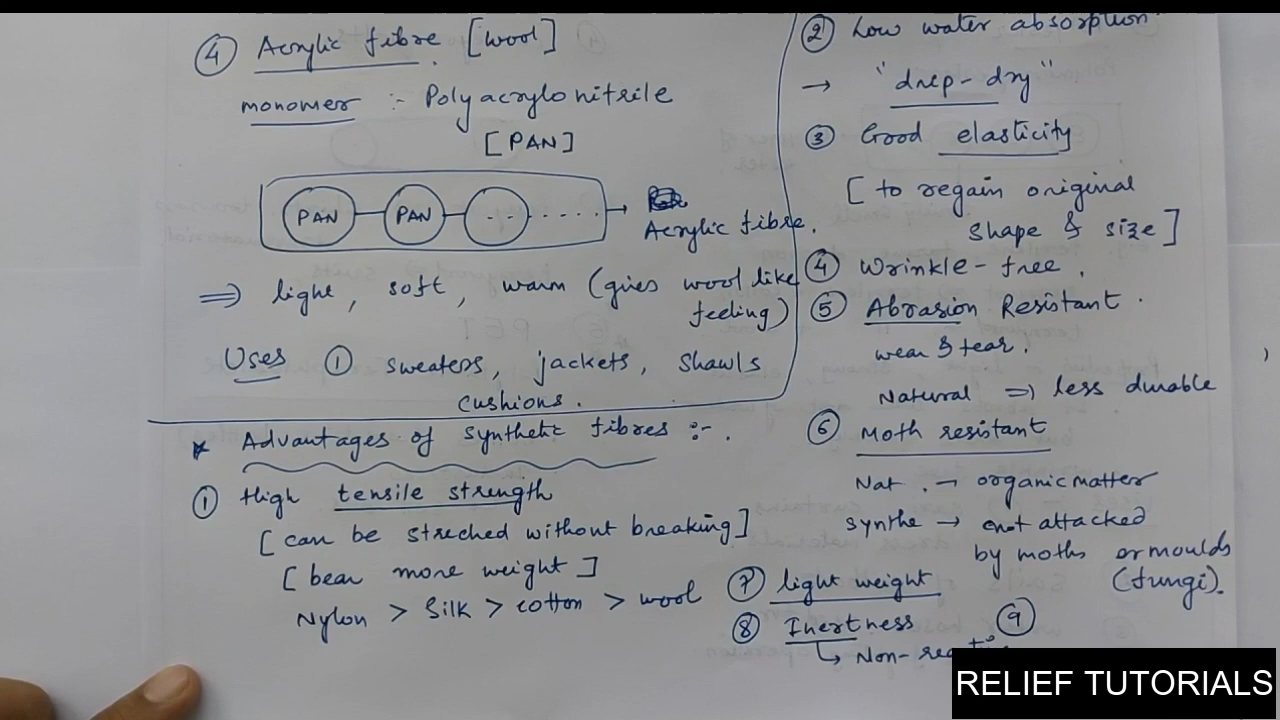 ④ Acrylic fibre [wool]
monomer :- Polyacrylonitrile
[PAN]
PAN PAN .. ..... → Acrylic fibre.
⇒ light, soft, warm (gives wool like
feeling)
Uses ① sweaters, jackets, shawls
cushions.
* Advantages of synthetic fibres :-.
① High tensile strength
[can be streched without breaking]
[bear more weight]
Nylon > Silk > cotton > wool
② Low water absorption
→ "drep-dry"
③ Good elasticity
[to regain original
shape & size]
④ Wrinkle-free.
⑤ Abrasion Resistant.
wear & tear.
Natural ⇒ less durable
⑥ Moth resistant
Nat. → organic matter
Synthe → not attacked
by moths or moulds
(fungi).
⑦ light weight
⑧ Inertness ⑨
↳ Non-
RELIEF TUTORIALS